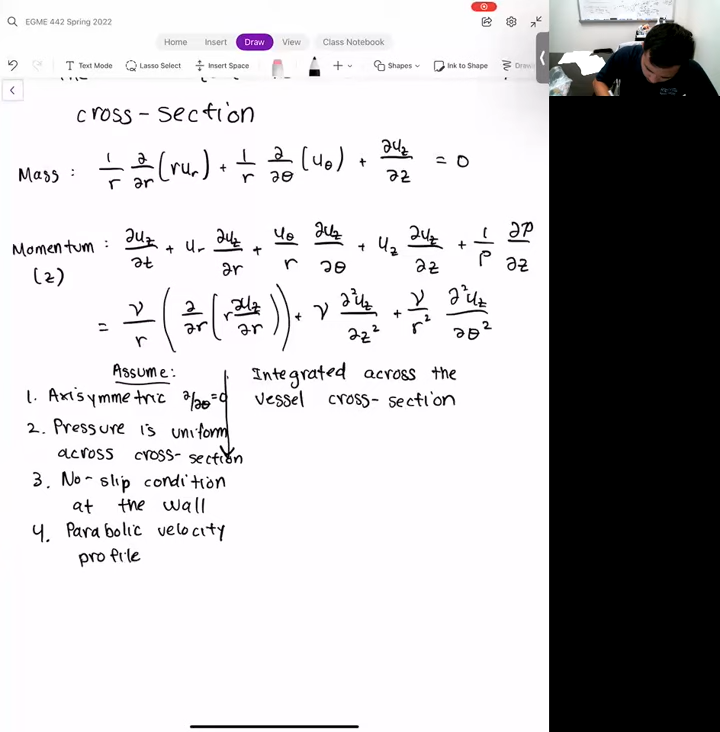 EGME 442 Spring 2022
Home Insert Draw View Class Notebook
T Text Mode Lasso Select Insert Space + Shapes Ink to Shape Draw
cross-section
Mass : 1/r ∂/∂r (ru_r) + 1/r ∂/∂θ (u_θ) + ∂u_z/∂z = 0
Momentum : ∂u_z/∂t + u_r ∂u_z/∂r + u_θ/r ∂u_z/∂θ + u_z ∂u_z/∂z + 1/ρ ∂P/∂z
(z)
= ν/r (∂/∂r (r ∂u_z/∂r)) + ν ∂²u_z/∂z² + ν/r² ∂²u_z/∂θ²
Assume:
1. Axisymmetric ∂/∂θ=0
2. Pressure is uniform
across cross-section
3. No-slip condition
at the wall
4. Parabolic velocity
profile
Integrated across the
vessel cross-section